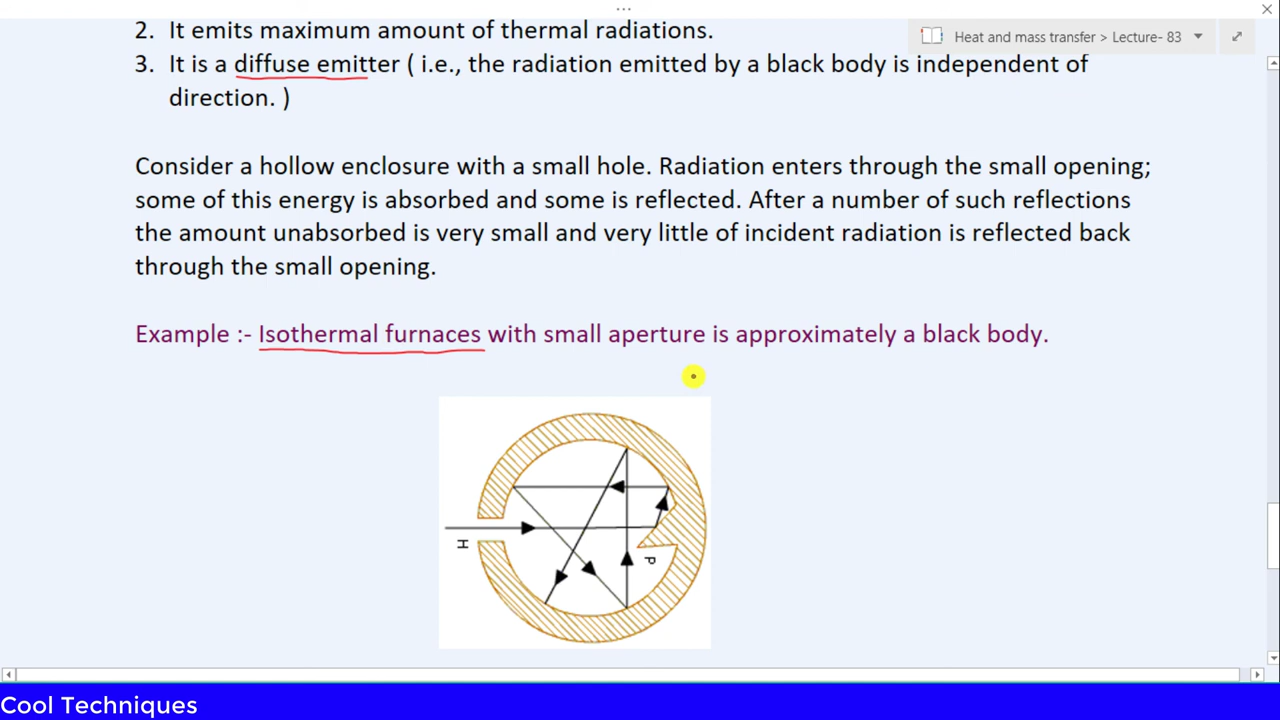 ...
2. It emits maximum amount of thermal radiations.
Heat and mass transfer > Lecture- 83
3. It is a diffuse emitter ( i.e., the radiation emitted by a black body is independent of
direction. )
Consider a hollow enclosure with a small hole. Radiation enters through the small opening;
some of this energy is absorbed and some is reflected. After a number of such reflections
the amount unabsorbed is very small and very little of incident radiation is reflected back
through the small opening.
Example :- Isothermal furnaces with small aperture is approximately a black body.
H
P
Cool Techniques